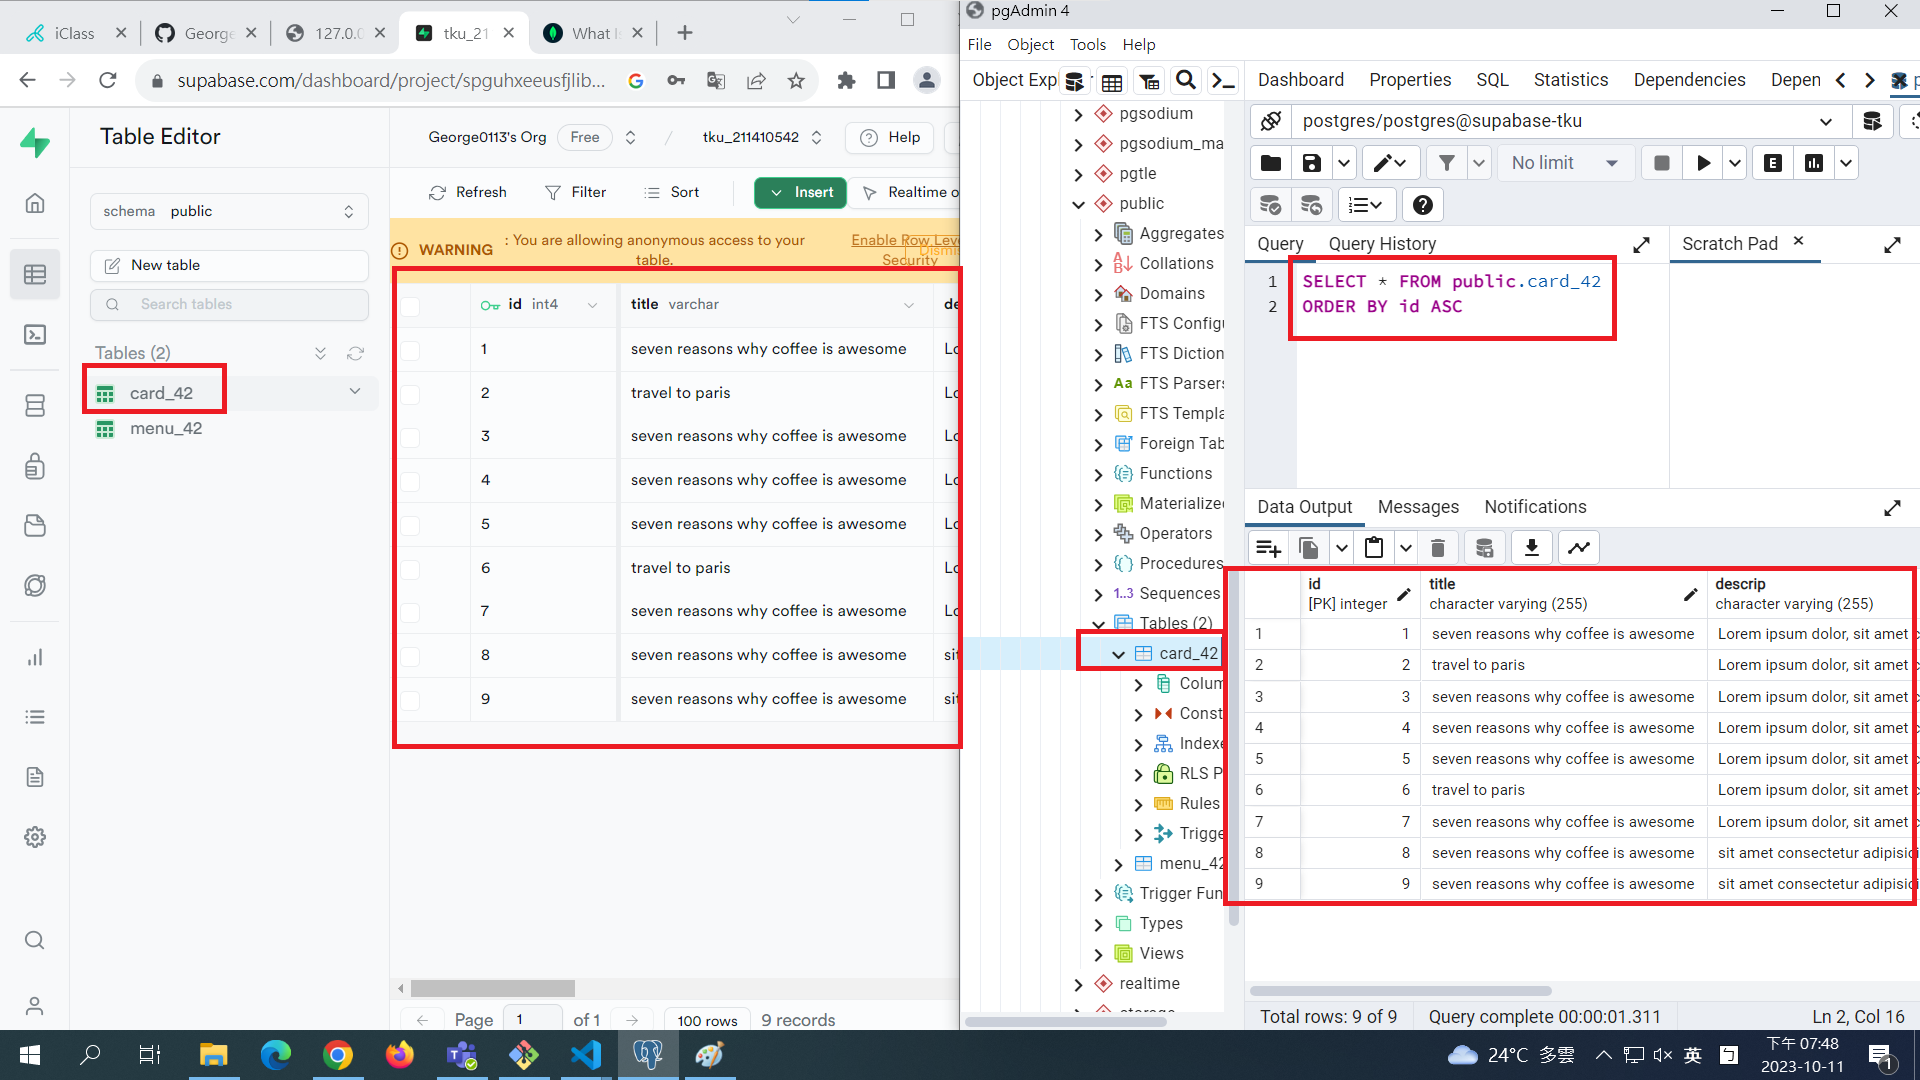 iClass
George
127.0.0
tku_21
What I
supabase.com/dashboard/project/spguhxeeusfjlib...
Table Editor
George0113's Org
Free
/
tku_211410542
Help
schema public
New table
Search tables
Tables (2)
card_42
menu_42
Refresh
Filter
Sort
Insert
Realtime o
WARNING
: You are allowing anonymous access to your
table.
Enable Row Leve
Security
Dismis
id int4
title varchar
de
1 seven reasons why coffee is awesome Lo
2 travel to paris Lo
3 seven reasons why coffee is awesome Lo
4 seven reasons why coffee is awesome Lo
5 seven reasons why coffee is awesome Lo
6 travel to paris Lo
7 seven reasons why coffee is awesome Lo
8 seven reasons why coffee is awesome sit
9 seven reasons why coffee is awesome sit
Page 1 of 1
100 rows
9 records
pgAdmin 4
File Object Tools Help
Object Expl
Dashboard Properties SQL Statistics Dependencies Depen
pgsodium
pgsodium_ma
pgtle
public
Aggregates
Collations
Domains
FTS Configu
FTS Diction
FTS Parsers
FTS Templa
Foreign Tab
Functions
Materialized
Operators
Procedures
1..3 Sequences
Tables (2)
card_42
Colum
Const
Indexe
RLS P
Rules
Trigge
menu_42
Trigger Fun
Types
Views
realtime
storage
postgres/postgres@supabase-tku
No limit
E
Query Query History
Scratch Pad
1 SELECT * FROM public.card_42
2 ORDER BY id ASC
Data Output Messages Notifications
id
[PK] integer
title
character varying (255)
descrip
character varying (255)
1 1 seven reasons why coffee is awesome Lorem ipsum dolor, sit amet c
2 2 travel to paris Lorem ipsum dolor, sit amet c
3 3 seven reasons why coffee is awesome Lorem ipsum dolor, sit amet c
4 4 seven reasons why coffee is awesome Lorem ipsum dolor, sit amet c
5 5 seven reasons why coffee is awesome Lorem ipsum dolor, sit amet c
6 6 travel to paris Lorem ipsum dolor, sit amet c
7 7 seven reasons why coffee is awesome Lorem ipsum dolor, sit amet c
8 8 seven reasons why coffee is awesome sit amet consectetur adipisici
9 9 seven reasons why coffee is awesome sit amet consectetur adipisici
Total rows: 9 of 9
Query complete 00:00:01.311
Ln 2, Col 16
24°C 多雲
英
ㄅ
下午 07:48
2023-10-11
1